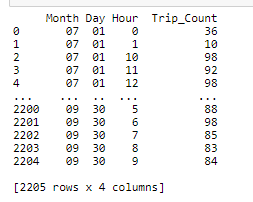 Month Day Hour Trip_Count
0 07 01 0 36
1 07 01 1 10
2 07 01 10 98
3 07 01 11 92
4 07 01 12 98
... ... .. ... ...
2200 09 30 5 88
2201 09 30 6 98
2202 09 30 7 85
2203 09 30 8 83
2204 09 30 9 84
[2205 rows x 4 columns]